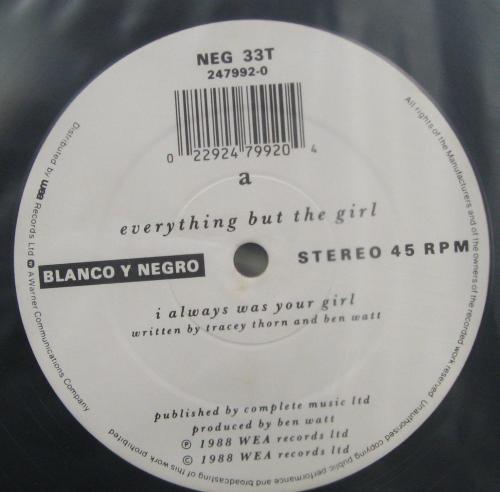 NEG 33T
247992-0
0 22924 79920 4
a
everything but the girl
BLANCO Y NEGRO
STEREO 45 RPM
i always was your girl
written by tracey thorn and ben watt
published by complete music ltd
produced by ben watt
℗ 1988 WEA records ltd
© 1988 WEA records ltd
Distributed by wea Records Ltd A Warner Communications Company
All rights of the Manufacturers and of the owners of the recorded work reserved. Unauthorised copying public performance and broadcasting of this work prohibited